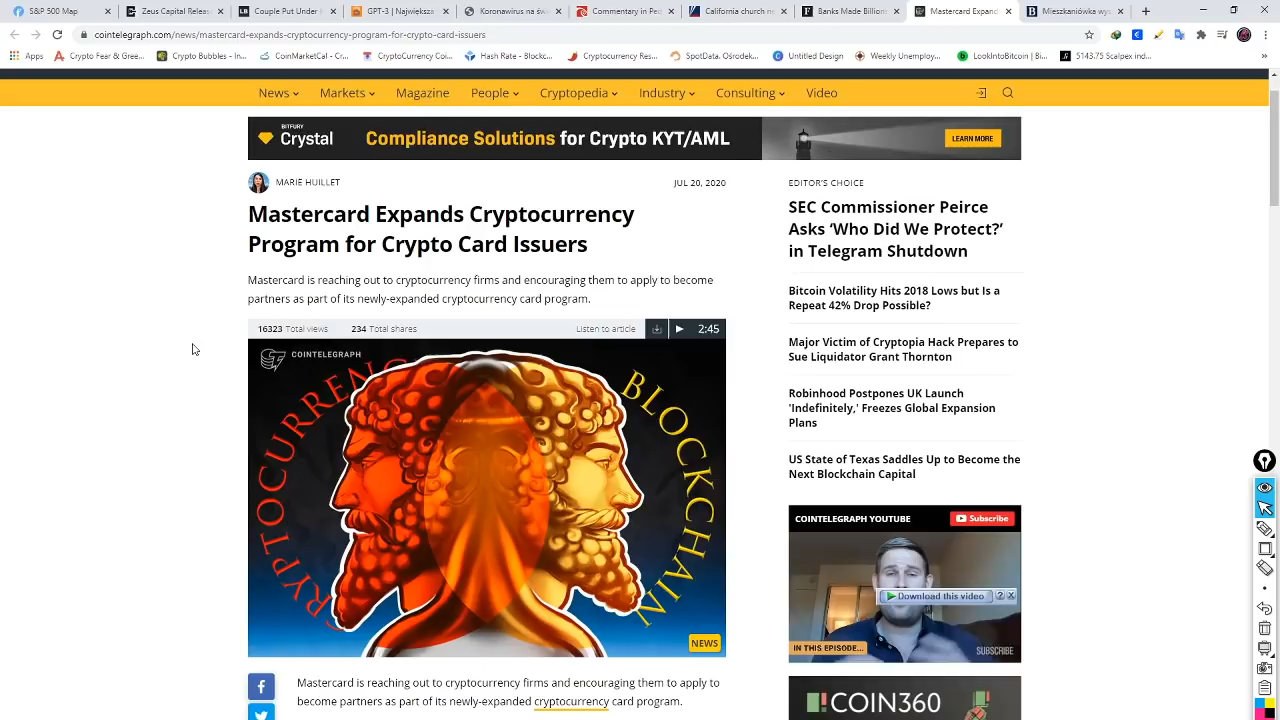 S&P 500 Map
Zeus Capital Releas
Couple Put Under
GPT-3 | Największa
Koronawirus na św
Commentary in Pe
California church ne
Banks Made Billion
Mastercard Expand
Mieszkaniówka wy
cointelegraph.com/news/mastercard-expands-cryptocurrency-program-for-crypto-card-issuers
Apps
Crypto Fear & Gree...
Crypto Bubbles - In...
CoinMarketCal - Cr...
CryptoCurrency Coi...
Hash Rate - Blockc...
Cryptocurrency Res...
SpotData. Ośrodek...
Untitled Design
Weekly Unemploy...
LookIntoBitcoin | Bi...
5143.75 Scalpex ind...
»
News
Markets
Magazine
People
Cryptopedia
Industry
Consulting
Video
BITFURY
Crystal
Compliance Solutions for Crypto KYT/AML
LEARN MORE
MARIE HUILLET
JUL 20, 2020
Mastercard Expands Cryptocurrency
Program for Crypto Card Issuers
Mastercard is reaching out to cryptocurrency firms and encouraging them to apply to become
partners as part of its newly-expanded cryptocurrency card program.
16323 Total views
234 Total shares
Listen to article
2:45
COINTELEGRAPH
CRYPTOCURRENC
BLOCKCHAIN
NEWS
Mastercard is reaching out to cryptocurrency firms and encouraging them to apply to
become partners as part of its newly-expanded cryptocurrency card program.
EDITOR'S CHOICE
SEC Commissioner Peirce
Asks ‘Who Did We Protect?’
in Telegram Shutdown
Bitcoin Volatility Hits 2018 Lows but Is a
Repeat 42% Drop Possible?
Major Victim of Cryptopia Hack Prepares to
Sue Liquidator Grant Thornton
Robinhood Postpones UK Launch
'Indefinitely,' Freezes Global Expansion
Plans
US State of Texas Saddles Up to Become the
Next Blockchain Capital
COINTELEGRAPH YOUTUBE
Subscribe
Download this video
IN THIS EPISODE...
SUBSCRIBE
COIN360